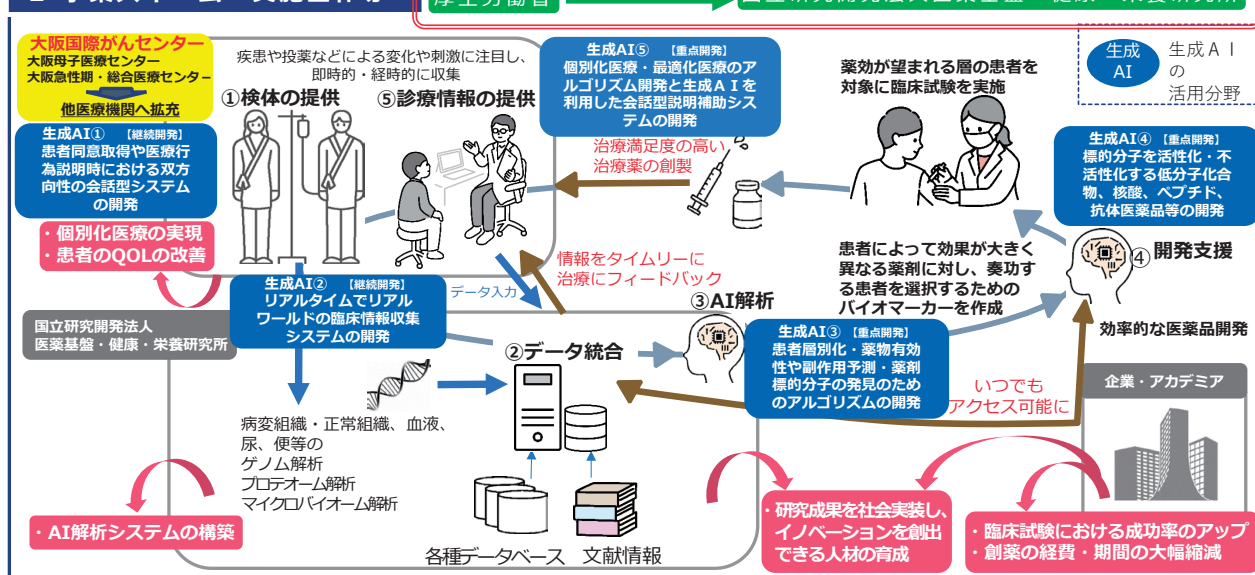 厚生労働省
大阪国際がんセンター
大阪母子医療センター
大阪急性期・総合医療センター
他医療機関へ拡充
疾患や投薬などによる変化や刺激に注目し、
即時的・経時的に収集
①検体の提供
⑤診療情報の提供
生成AI① 【継続開発】
患者同意取得や医療行
為説明時における双方
向性の会話型システム
の開発
・個別化医療の実現
・患者のQOLの改善
生成AI⑤ 【重点開発】
個別化医療・最適化医療のア
ルゴリズム開発と生成ＡＩを
利用した会話型説明補助シス
テムの開発
治療満足度の高い
治療薬の創製
薬効が望まれる層の患者を
対象に臨床試験を実施
生成
AI
生成ＡＩ
の
活用分野
生成AI④ 【重点開発】
標的分子を活性化・不
活性化する低分子化合
物、核酸、ペプチド、
抗体医薬品等の開発
④開発支援
効率的な医薬品開発
患者によって効果が大きく
異なる薬剤に対し、奏功す
る患者を選択するための
バイオマーカーを作成
情報をタイムリーに
治療にフィードバック
データ入力
生成AI② 【継続開発】
リアルタイムでリアル
ワールドの臨床情報収集
システムの開発
国立研究開発法人
医薬基盤・健康・栄養研究所
②データ統合
③AI解析
生成AI③ 【重点開発】
患者層別化・薬物有効
性や副作用予測・薬剤
標的分子の発見のため
のアルゴリズムの開発
いつでも
アクセス可能に
企業・アカデミア
病変組織・正常組織、血液、
尿、便等の
ゲノム解析
プロテオーム解析
マイクロバイオーム解析
・AI解析システムの構築
各種データベース
文献情報
・研究成果を社会実装し、
イノベーションを創出
できる人材の育成
・臨床試験における成功率のアップ
・創薬の経費・期間の大幅縮減